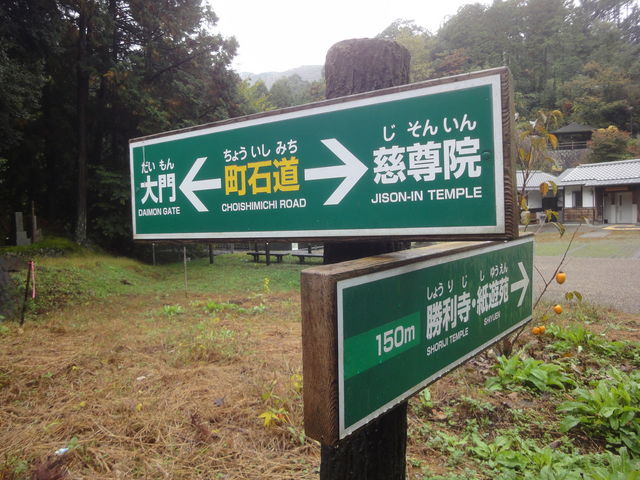 だい もん
大門
DAIMON GATE
ちょう いし みち
町石道
CHOISHIMICHI ROAD
じ そん いん
慈尊院
JISON-IN TEMPLE
150m
しょう り じ し ゆうえん
勝利寺・紙遊苑
SHORIJI TEMPLE SHIYUEN